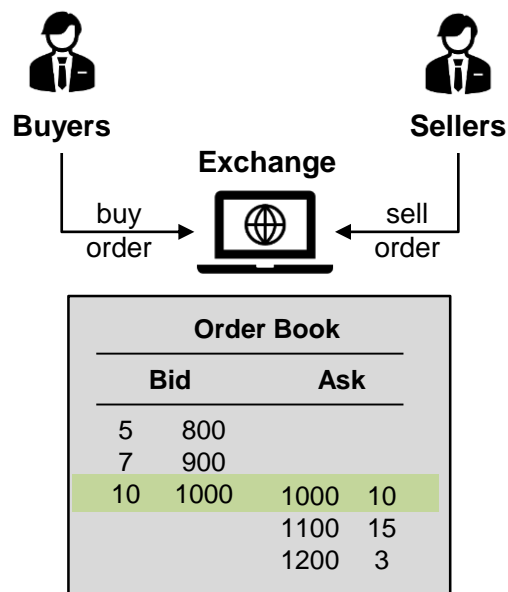 Buyers
Sellers
Exchange
buy
order
sell
order
Order Book
Bid Ask
5 800
7 900
10 1000 1000 10
1100 15
1200 3